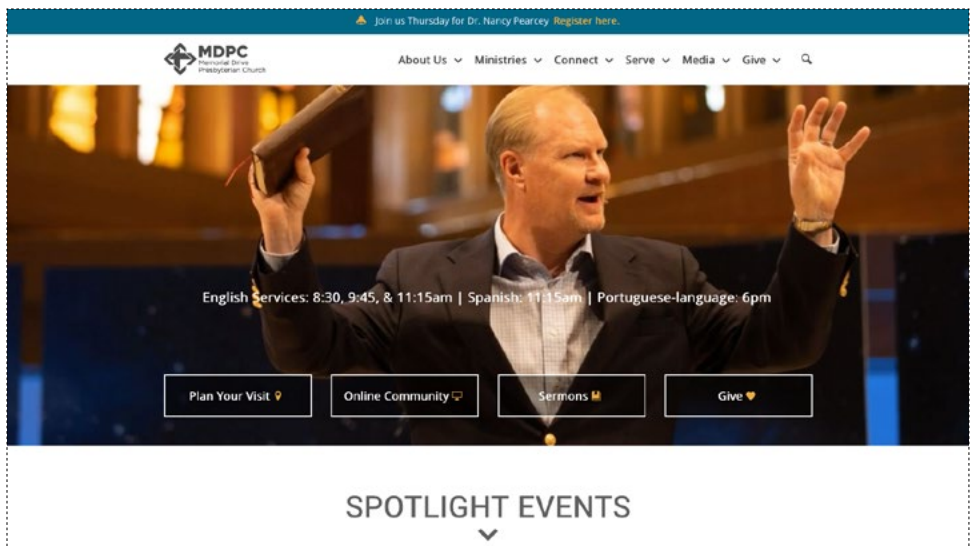 Join us Thursday for Dr. Nancy Pearcey Register here.
MDPC
Memorial Drive
Presbyterian Church
About Us Ministries Connect Serve Media Give
English Services: 8:30, 9:45, & 11:15am | Spanish: 11:15am | Portuguese-language: 6pm
Plan Your Visit Online Community Sermons Give
SPOTLIGHT EVENTS